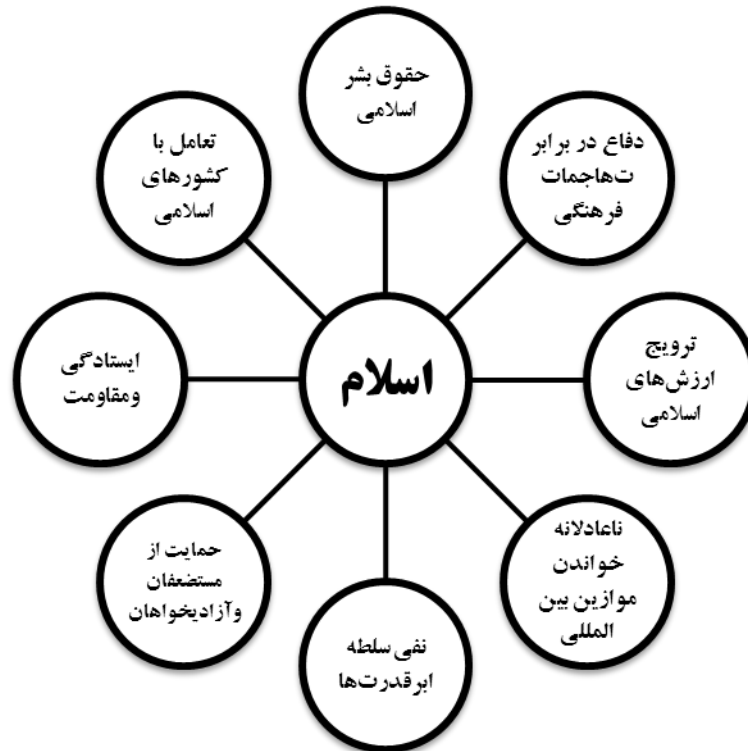 حقوق بشر
اسلامی
دفاع در برابر
ت‌هاجمات
فرهنگی
ترویج
ارزش‌های
اسلامی
ناعادلانه
خواندن
موازین بین
المللی
نفی سلطه
ابرقدرت‌ها
حمایت از
مستضعفان
وآزادیخواهان
ایستادگی
ومقاومت
تعامل با
کشورهای
اسلامی
اسلام